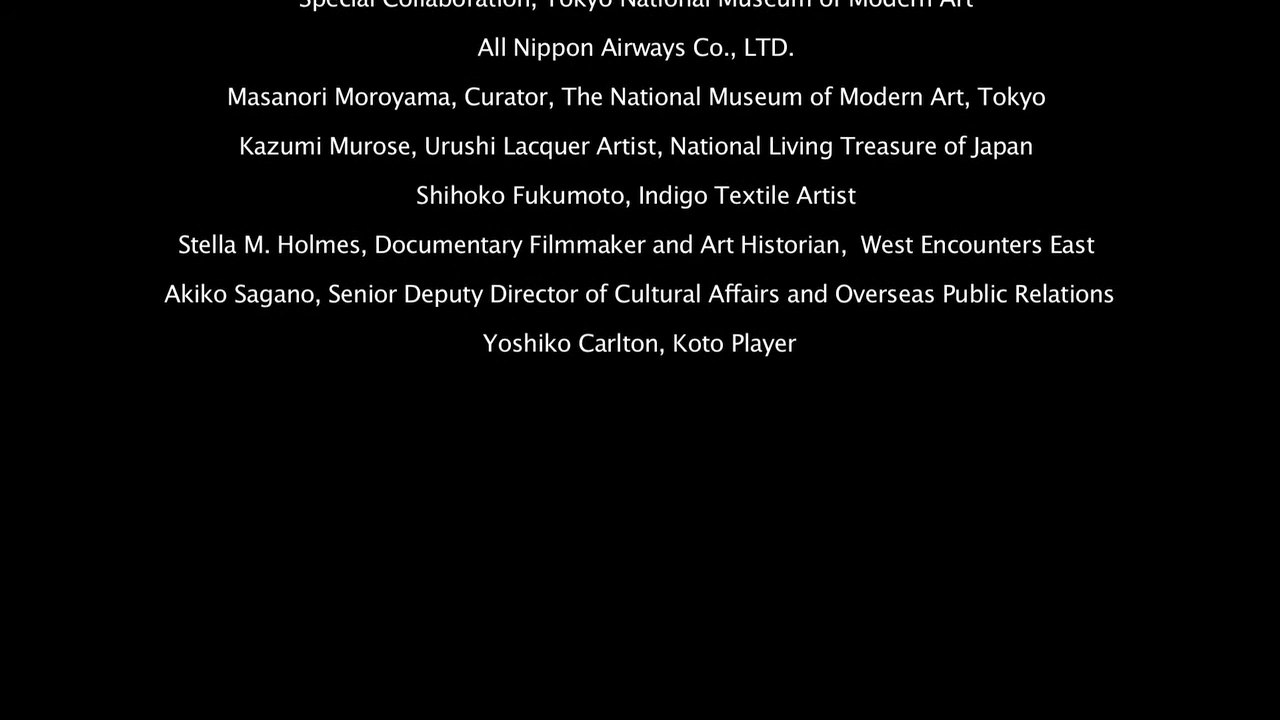 Special Collaboration, Tokyo National Museum of Modern Art
All Nippon Airways Co., LTD.
Masanori Moroyama, Curator, The National Museum of Modern Art, Tokyo
Kazumi Murose, Urushi Lacquer Artist, National Living Treasure of Japan
Shihoko Fukumoto, Indigo Textile Artist
Stella M. Holmes, Documentary Filmmaker and Art Historian,  West Encounters East
Akiko Sagano, Senior Deputy Director of Cultural Affairs and Overseas Public Relations
Yoshiko Carlton, Koto Player